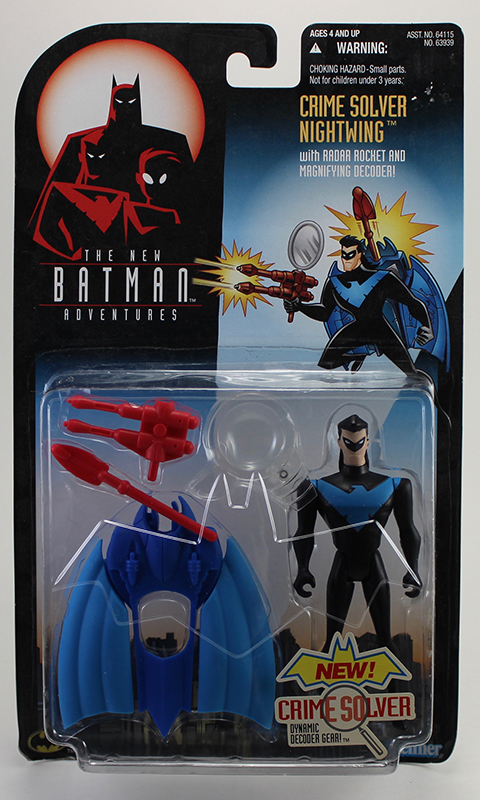 AGES 4 AND UP
ASST. NO. 64115
NO. 63939
WARNING:
CHOKING HAZARD-Small parts.
Not for children under 3 years.
CRIME SOLVER
NIGHTWING™
with RADAR ROCKET AND
MAGNIFYING DECODER!
THE NEW
BATMAN™
ADVENTURES
NEW!
CRIME SOLVER
DYNAMIC
DECODER GEAR!™
Kenner